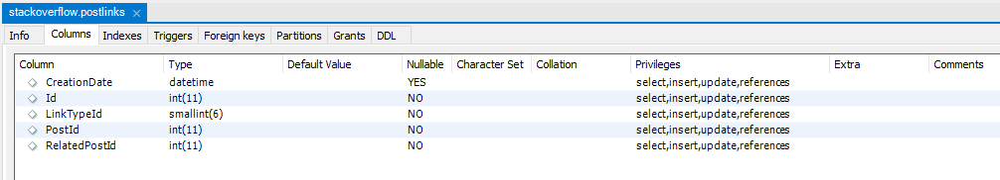 stackoverflow.postlinks ×
Info Columns Indexes Triggers Foreign keys Partitions Grants DDL
Column Type Default Value Nullable Character Set Collation Privileges Extra Comments
CreationDate datetime YES select,insert,update,references
Id int(11) NO select,insert,update,references
LinkTypeId smallint(6) NO select,insert,update,references
PostId int(11) NO select,insert,update,references
RelatedPostId int(11) NO select,insert,update,references